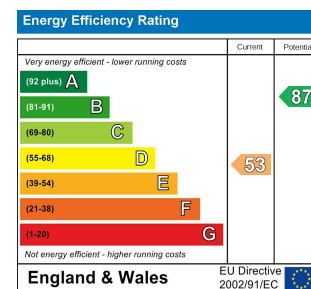 Energy Efficiency Rating
Current Potentia
Very energy efficient - lower running costs
(92 plus) A
(81-91) B
87
(69-80) C
(55-68) D
53
(39-54) E
(21-38) F
(1-20) G
Not energy efficient - higher running costs
England & Wales
EU Directive
2002/91/EC